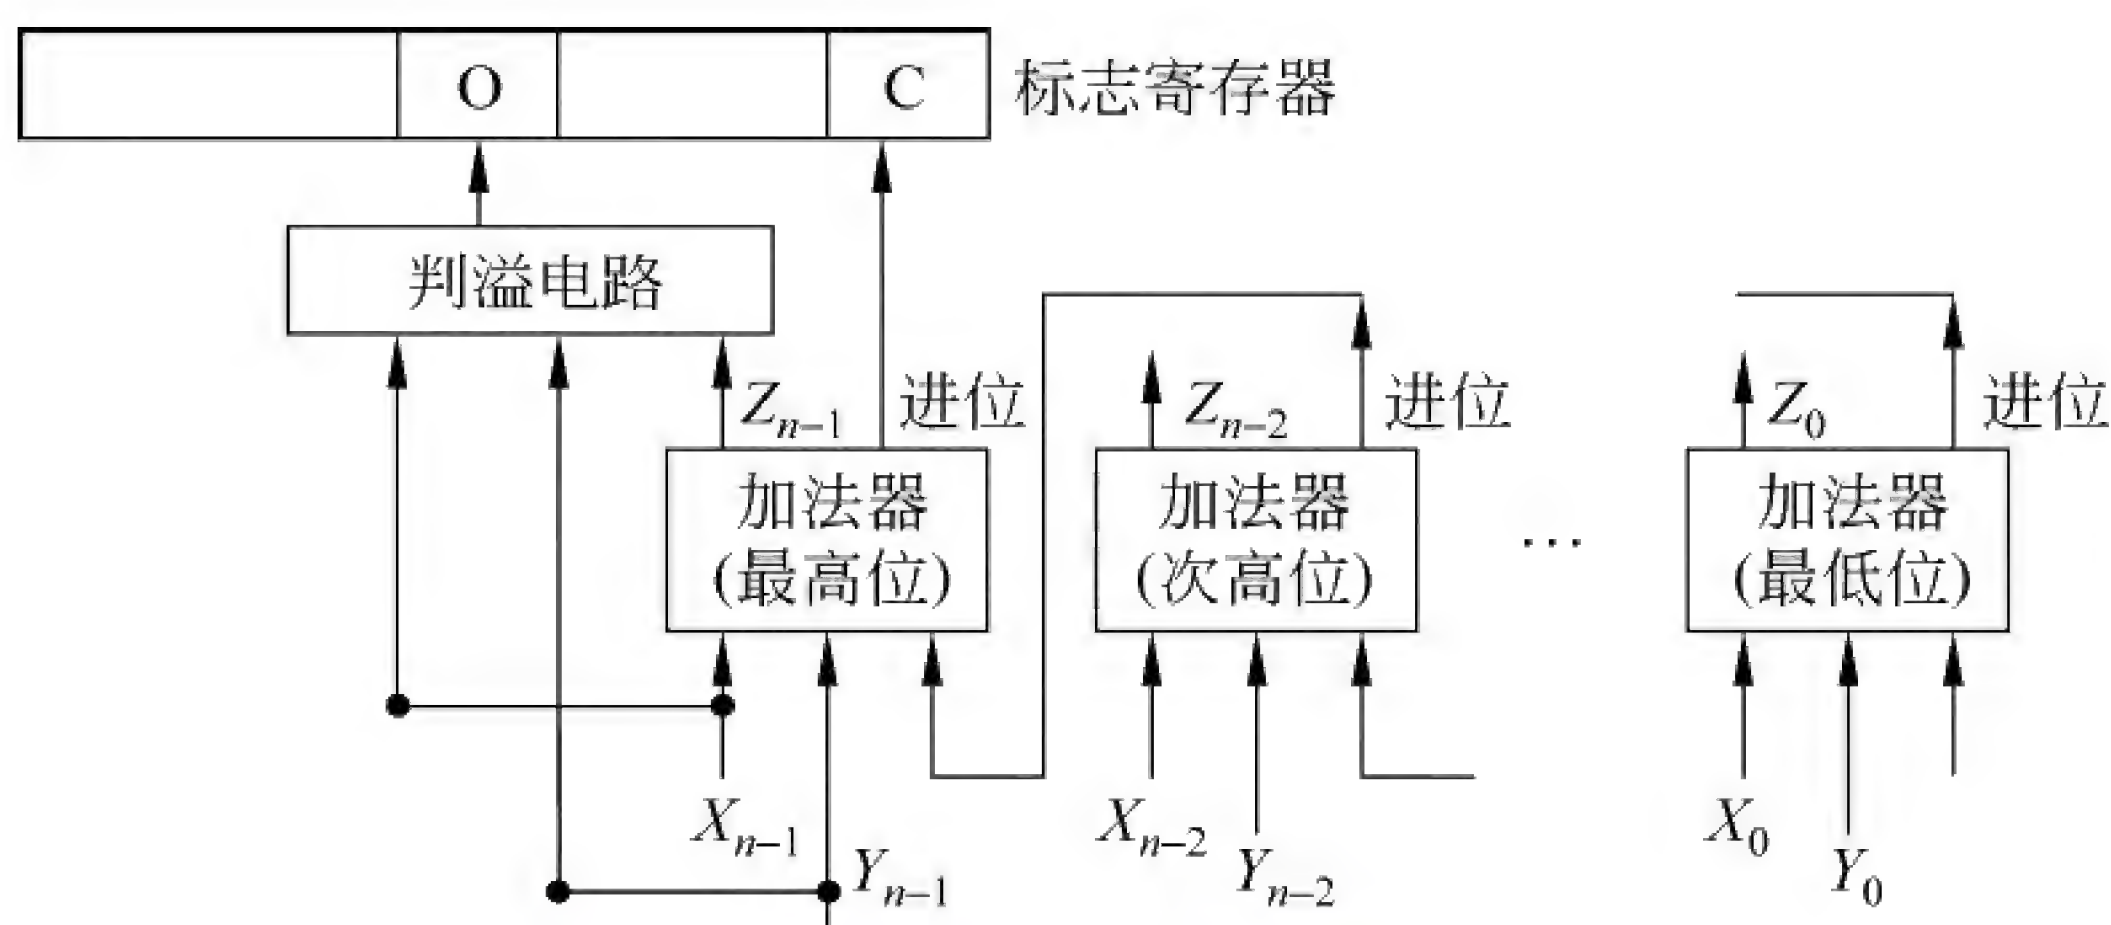 O
C
标志寄存器
判溢电路
Zn−1
进位
Zn−2
进位
Z0
进位
加法器
(最高位)
加法器
(次高位)
…
加法器
(最低位)
Xn−1
Yn−1
Xn−2
Yn−2
X0
Y0